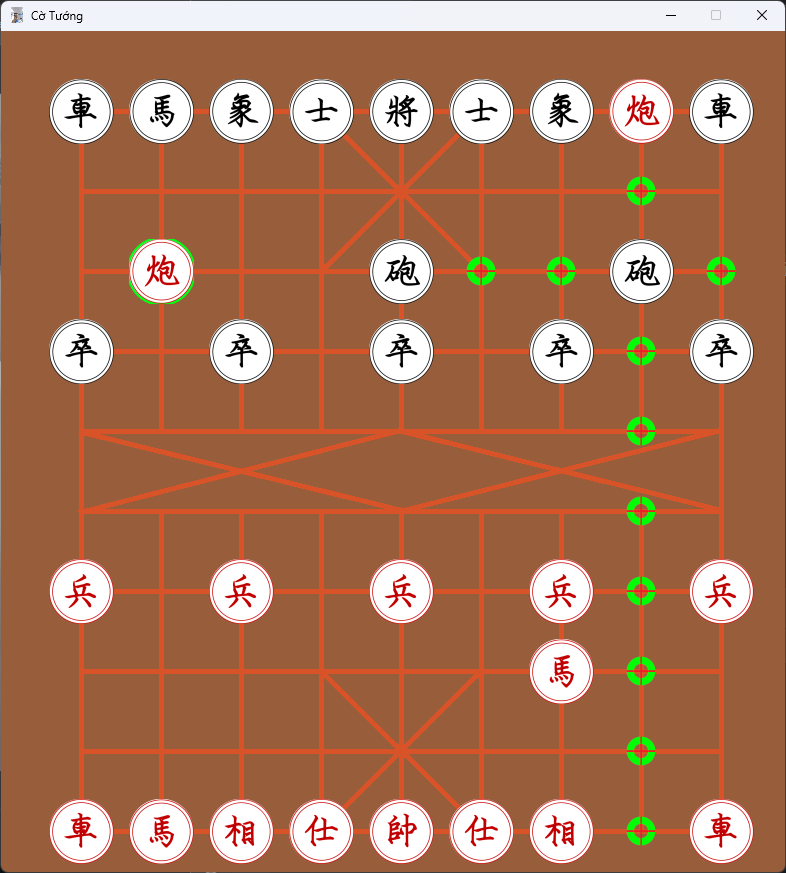 Cờ Tướng
車 馬 象 士 將 士 象 炮 車
炮 砲 砲
卒 卒 卒 卒 卒
兵 兵 兵 兵 兵
馬
車 馬 相 仕 帥 仕 相 車